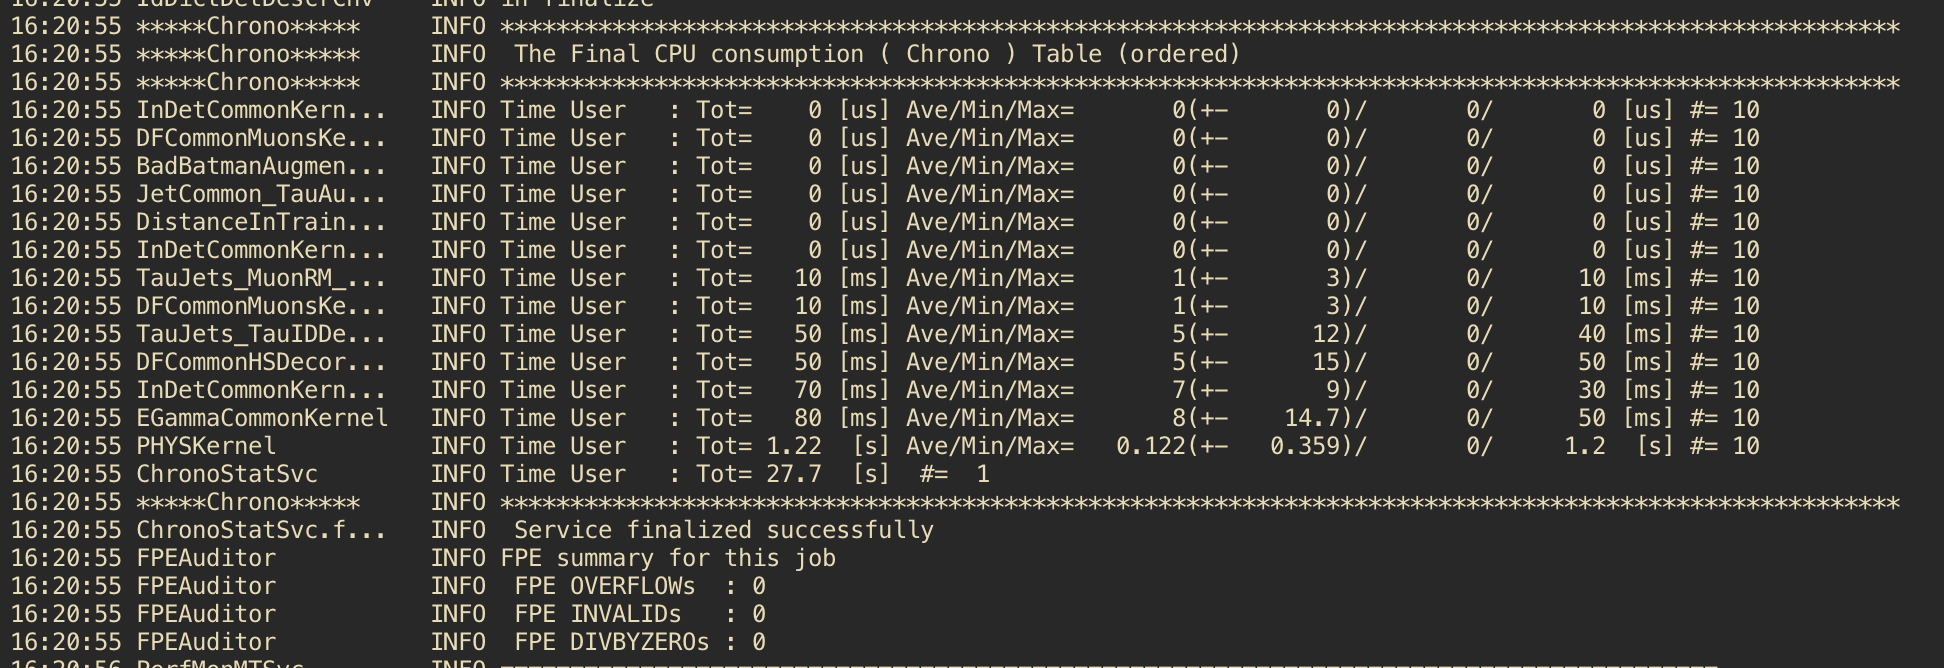 16:20:55 IdDictDetDescrCnv    INFO in finalize
16:20:55 *****Chrono*****     INFO ****************************************************************************************************
16:20:55 *****Chrono*****     INFO  The Final CPU consumption ( Chrono ) Table (ordered)
16:20:55 *****Chrono*****     INFO ****************************************************************************************************
16:20:55 InDetCommonKern...   INFO Time User   : Tot=    0 [us] Ave/Min/Max=       0(+-       0)/       0/       0 [us] #= 10
16:20:55 DFCommonMuonsKe...   INFO Time User   : Tot=    0 [us] Ave/Min/Max=       0(+-       0)/       0/       0 [us] #= 10
16:20:55 BadBatmanAugmen...   INFO Time User   : Tot=    0 [us] Ave/Min/Max=       0(+-       0)/       0/       0 [us] #= 10
16:20:55 JetCommon_TauAu...   INFO Time User   : Tot=    0 [us] Ave/Min/Max=       0(+-       0)/       0/       0 [us] #= 10
16:20:55 DistanceInTrain...   INFO Time User   : Tot=    0 [us] Ave/Min/Max=       0(+-       0)/       0/       0 [us] #= 10
16:20:55 InDetCommonKern...   INFO Time User   : Tot=    0 [us] Ave/Min/Max=       0(+-       0)/       0/       0 [us] #= 10
16:20:55 TauJets_MuonRM_...   INFO Time User   : Tot=   10 [ms] Ave/Min/Max=       1(+-       3)/       0/      10 [ms] #= 10
16:20:55 DFCommonMuonsKe...   INFO Time User   : Tot=   10 [ms] Ave/Min/Max=       1(+-       3)/       0/      10 [ms] #= 10
16:20:55 TauJets_TauIDDe...   INFO Time User   : Tot=   50 [ms] Ave/Min/Max=       5(+-      12)/       0/      40 [ms] #= 10
16:20:55 DFCommonHSDecor...   INFO Time User   : Tot=   50 [ms] Ave/Min/Max=       5(+-      15)/       0/      50 [ms] #= 10
16:20:55 InDetCommonKern...   INFO Time User   : Tot=   70 [ms] Ave/Min/Max=       7(+-       9)/       0/      30 [ms] #= 10
16:20:55 EGammaCommonKernel   INFO Time User   : Tot=   80 [ms] Ave/Min/Max=       8(+-    14.7)/       0/      50 [ms] #= 10
16:20:55 PHYSKernel           INFO Time User   : Tot= 1.22  [s] Ave/Min/Max=   0.122(+-   0.359)/       0/     1.2  [s] #= 10
16:20:55 ChronoStatSvc        INFO Time User   : Tot= 27.7  [s]  #=  1
16:20:55 *****Chrono*****     INFO ****************************************************************************************************
16:20:55 ChronoStatSvc.f...   INFO  Service finalized successfully
16:20:55 FPEAuditor           INFO FPE summary for this job
16:20:55 FPEAuditor           INFO  FPE OVERFLOWs  : 0
16:20:55 FPEAuditor           INFO  FPE INVALIDs   : 0
16:20:55 FPEAuditor           INFO  FPE DIVBYZEROs : 0
16:20:56 PerfMonMTSvc         INFO